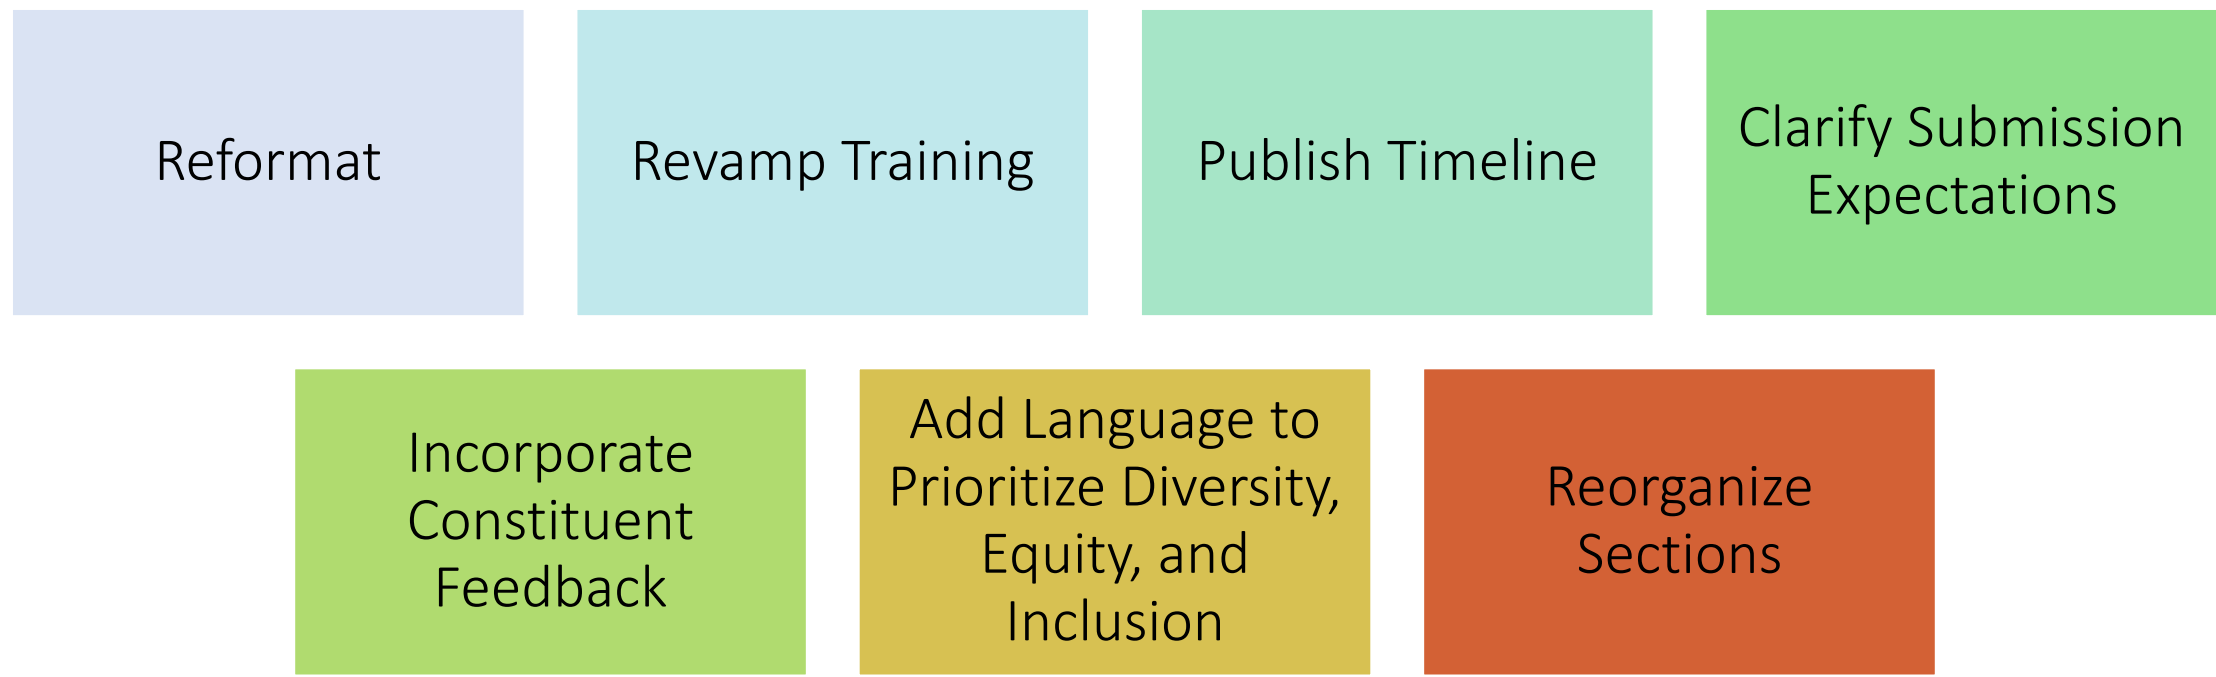 Reformat
Revamp Training
Publish Timeline
Clarify Submission
Expectations
Incorporate
Constituent
Feedback
Add Language to
Prioritize Diversity,
Equity, and
Inclusion
Reorganize
Sections